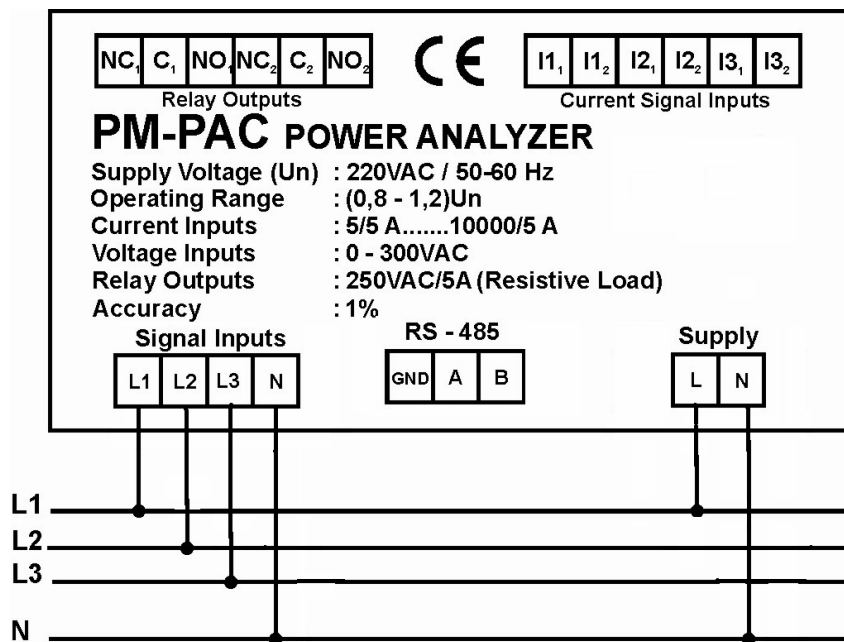 NC₁ C₁ NO₁ NC₂ C₂ NO₂ CE I1₁ I1₂ I2₁ I2₂ I3₁ I3₂
Relay Outputs Current Signal Inputs
PM-PAC POWER ANALYZER
Supply Voltage (Un) : 220VAC / 50-60 Hz
Operating Range : (0,8 - 1,2)Un
Current Inputs : 5/5 A.......10000/5 A
Voltage Inputs : 0 - 300VAC
Relay Outputs : 250VAC/5A (Resistive Load)
Accuracy : 1%
Signal Inputs RS - 485 Supply
L1 L2 L3 N GND A B L N
L1
L2
L3
N